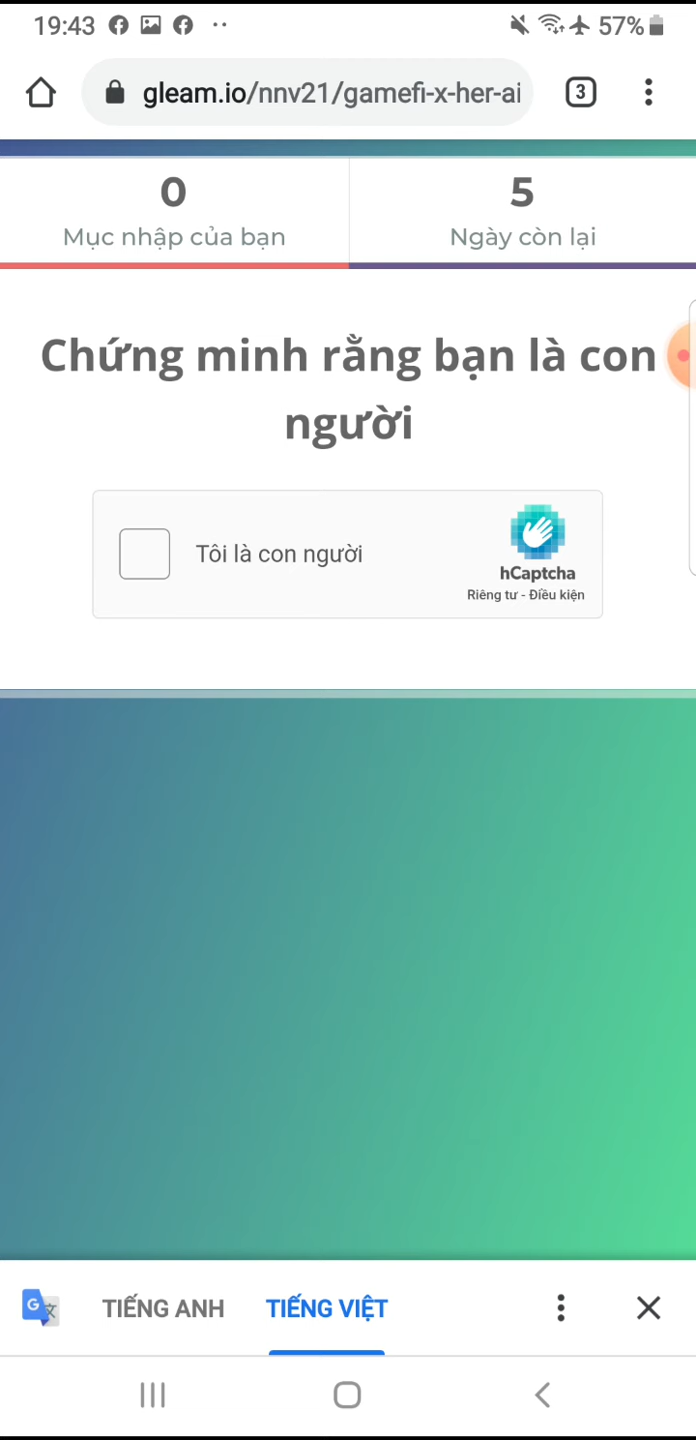 19:43
57%
gleam.io/nnv21/gamefi-x-her-ai
3
0
Mục nhập của bạn
5
Ngày còn lại
Chứng minh rằng bạn là con
người
Tôi là con người
hCaptcha
Riêng tư - Điều kiện
G 文
TIẾNG ANH
TIẾNG VIỆT